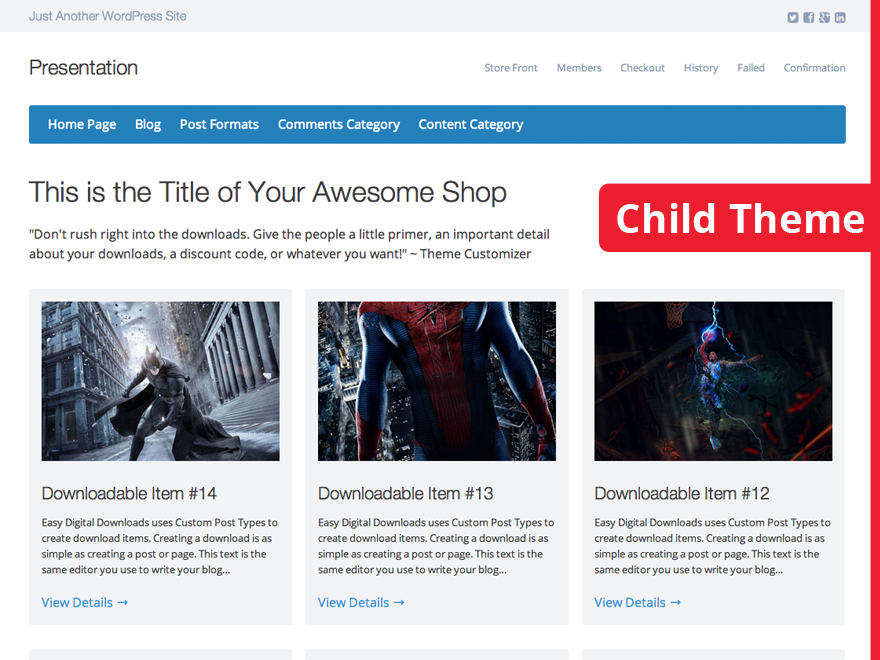 Just Another WordPress Site
Presentation
Store Front Members Checkout History Failed Confirmation
Home Page Blog Post Formats Comments Category Content Category
This is the Title of Your Awesome Shop
"Don't rush right into the downloads. Give the people a little primer, an important detail
about your downloads, a discount code, or whatever you want!" ~ Theme Customizer
Child Theme
Downloadable Item #14
Easy Digital Downloads uses Custom Post Types to
create download items. Creating a download is as
simple as creating a post or page. This text is the
same editor you use to write your blog...
View Details →
Downloadable Item #13
Easy Digital Downloads uses Custom Post Types to
create download items. Creating a download is as
simple as creating a post or page. This text is the
same editor you use to write your blog...
View Details →
Downloadable Item #12
Easy Digital Downloads uses Custom Post Types to
create download items. Creating a download is as
simple as creating a post or page. This text is the
same editor you use to write your blog...
View Details →